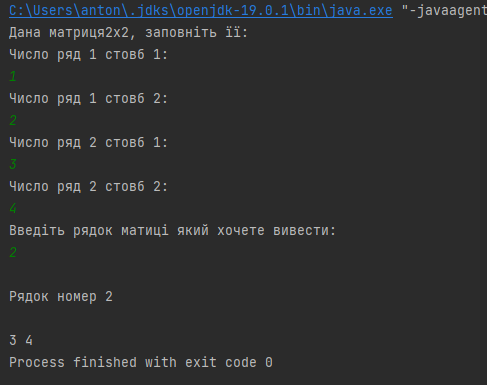 C:\Users\anton\.jdks\openjdk-19.0.1\bin\java.exe "-javaagent
Дана матриця2x2, заповніть її:
Число ряд 1 стовб 1:
1
Число ряд 1 стовб 2:
2
Число ряд 2 стовб 1:
3
Число ряд 2 стовб 2:
4
Введіть рядок матиці який хочете вивести:
2
Рядок номер 2
3 4
Process finished with exit code 0